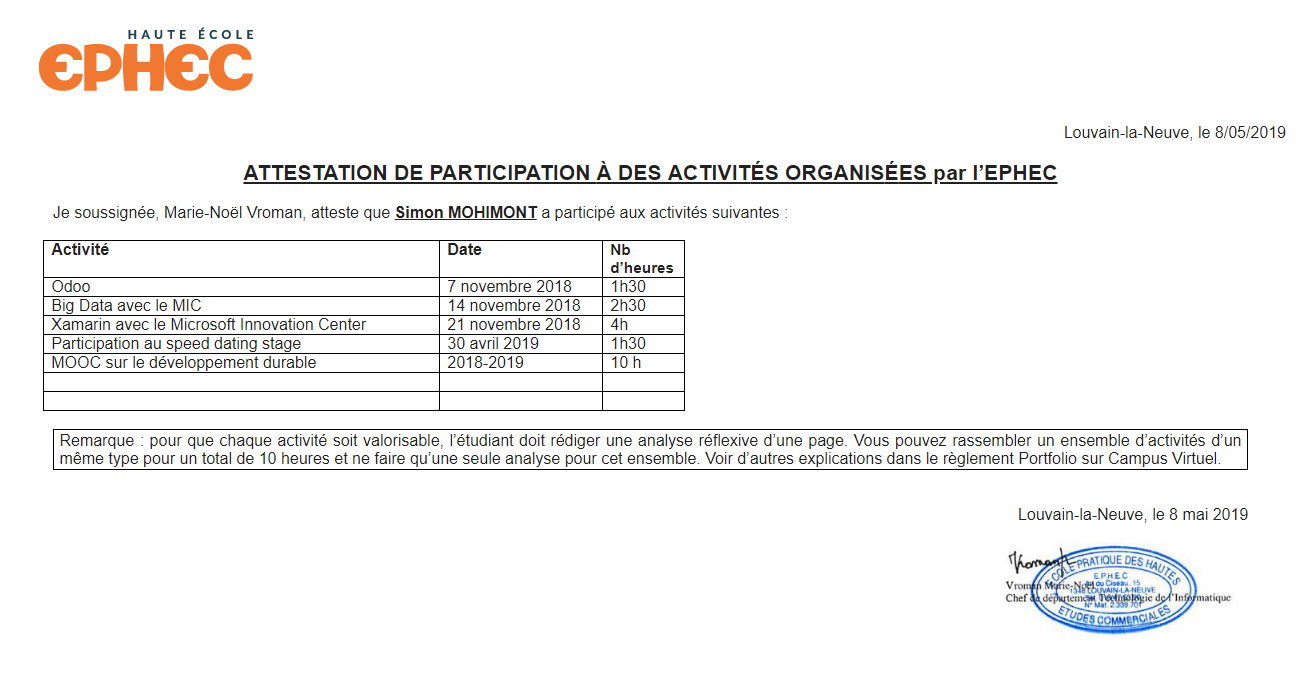 HAUTE ÉCOLE
EPHEC
Louvain-la-Neuve, le 8/05/2019
ATTESTATION DE PARTICIPATION À DES ACTIVITÉS ORGANISÉES par l’EPHEC
Je soussignée, Marie-Noël Vroman, atteste que Simon MOHIMONT a participé aux activités suivantes :
Activité Date Nb
d’heures
Odoo 7 novembre 2018 1h30
Big Data avec le MIC 14 novembre 2018 2h30
Xamarin avec le Microsoft Innovation Center 21 novembre 2018 4h
Participation au speed dating stage 30 avril 2019 1h30
MOOC sur le développement durable 2018-2019 10 h
Remarque : pour que chaque activité soit valorisable, l’étudiant doit rédiger une analyse réflexive d’une page. Vous pouvez rassembler un ensemble d’activités d’un
même type pour un total de 10 heures et ne faire qu’une seule analyse pour cet ensemble. Voir d’autres explications dans le règlement Portfolio sur Campus Virtuel.
Louvain-la-Neuve, le 8 mai 2019
Vroman
ECOLE PRATIQUE DES HAUTES
E.P.H.E.C
du Ciseau, 15
1348 LOUVAIN-LA-NEUVE
N° Mat. 2.339.701
ETUDES COMMERCIALES
Vroman Marie-Noël
Chef de département Technologie de l’Informatique